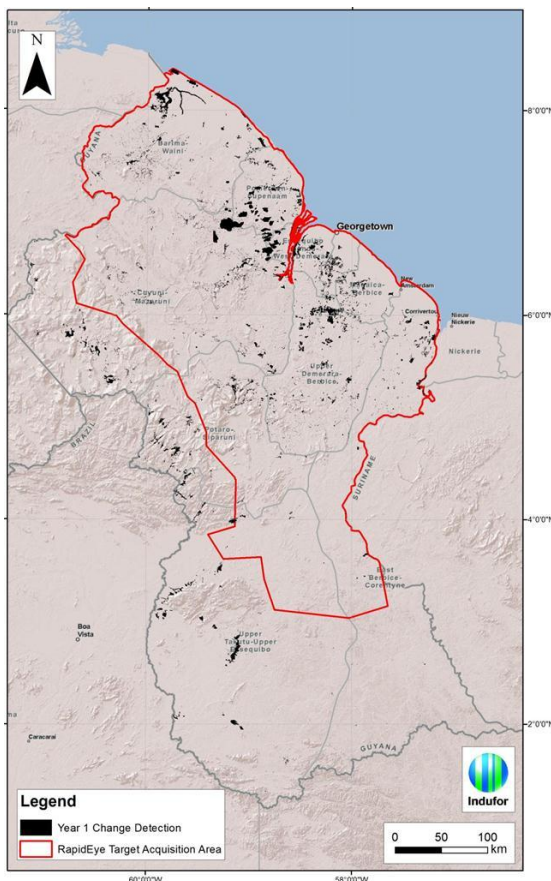 N
8°0'0"N
Barima-
Waini
Georgetown
New
Amsterdam
Corriverton
Nieuw
Nickerie
6°0'0"N
Nickerie
Cuyuni-
Mazaruni
Upper
Demerara-
Berbice
Potaro-
Siparuni
BRAZIL
SURINAME
4°0'0"N
East
Berbice-
Corentyne
Boa
Vista
Upper
Takutu-Upper
Essequibo
2°0'0"N
Caracarai
GUYANA
Indufor
Legend
Year 1 Change Detection
RapidEye Target Acquisition Area
0 50 100
km
60°0'0"W
58°0'0"W